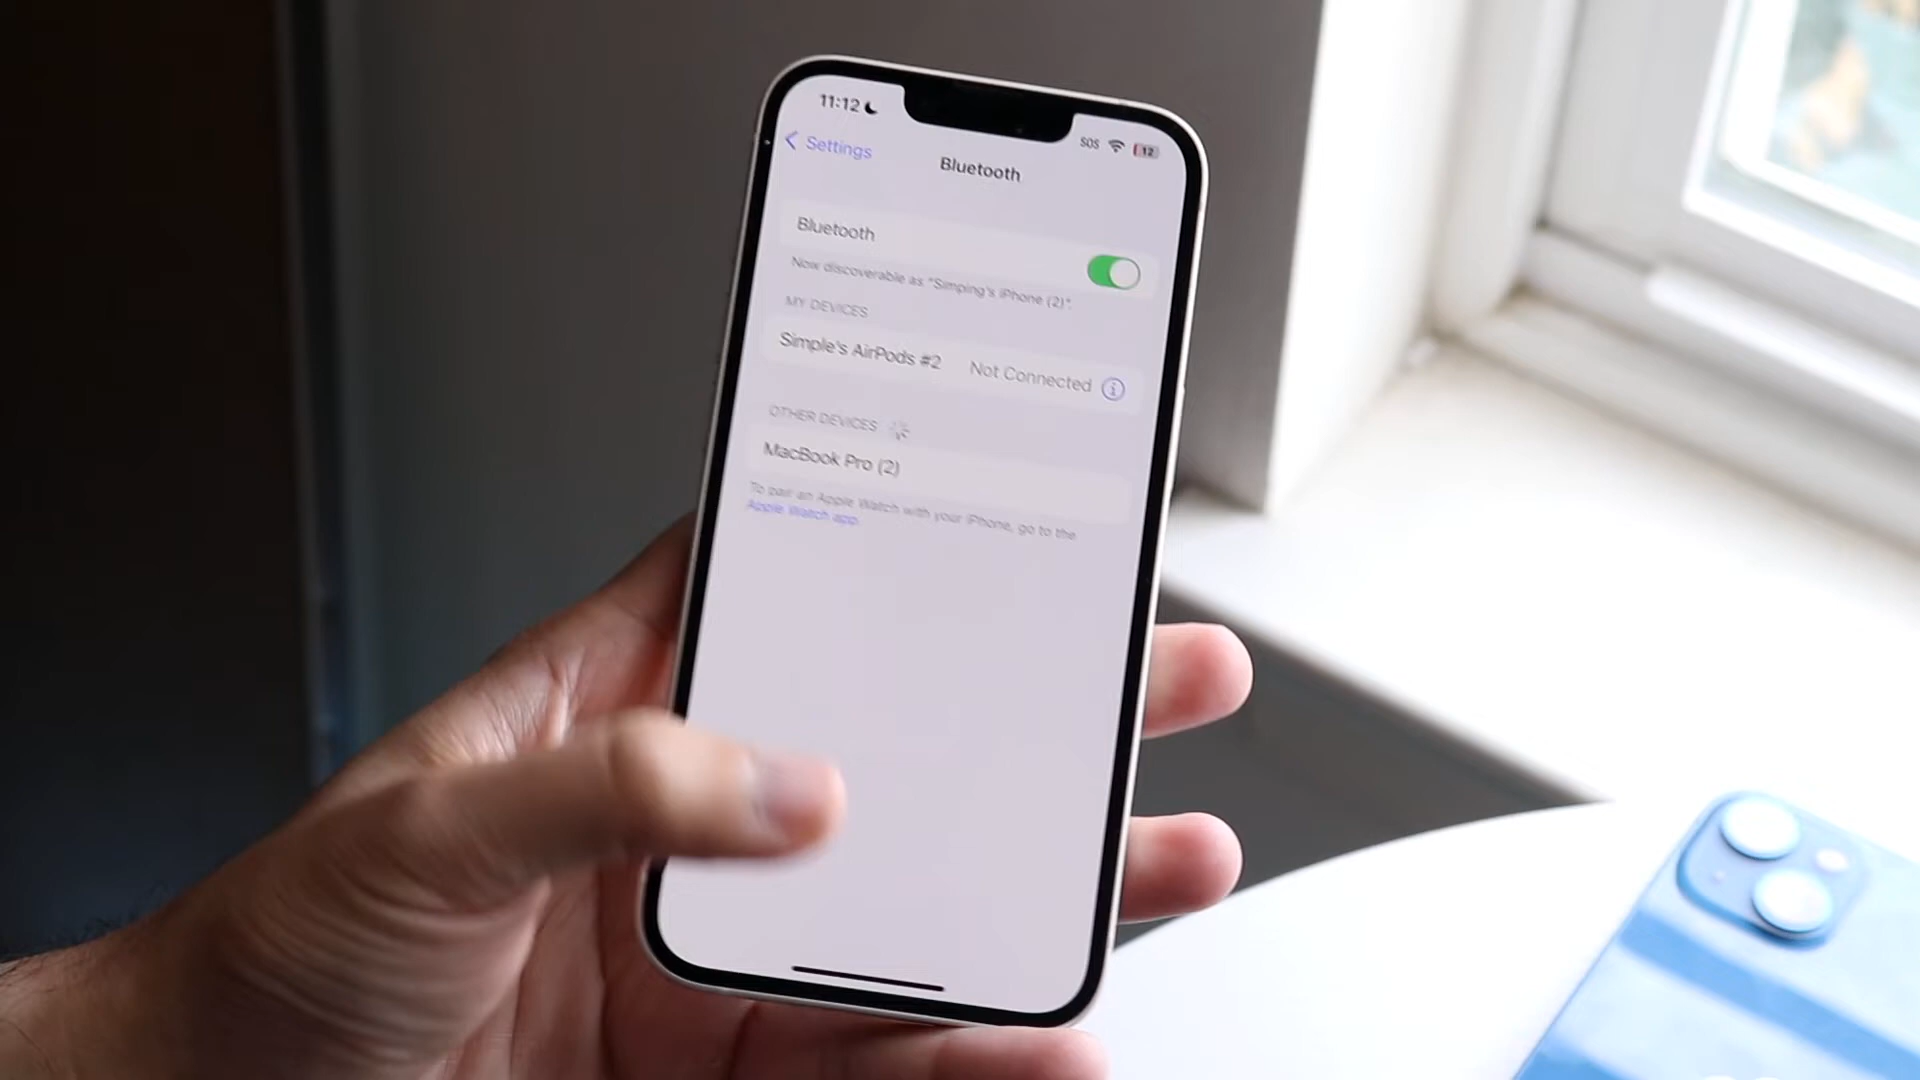 11:12
SOS 12
Settings
Bluetooth
Bluetooth
Now discoverable as "Simping's iPhone (2)".
MY DEVICES
Simple's AirPods #2 Not Connected
OTHER DEVICES
MacBook Pro (2)
To pair an Apple Watch with your iPhone, go to the
Apple Watch app.